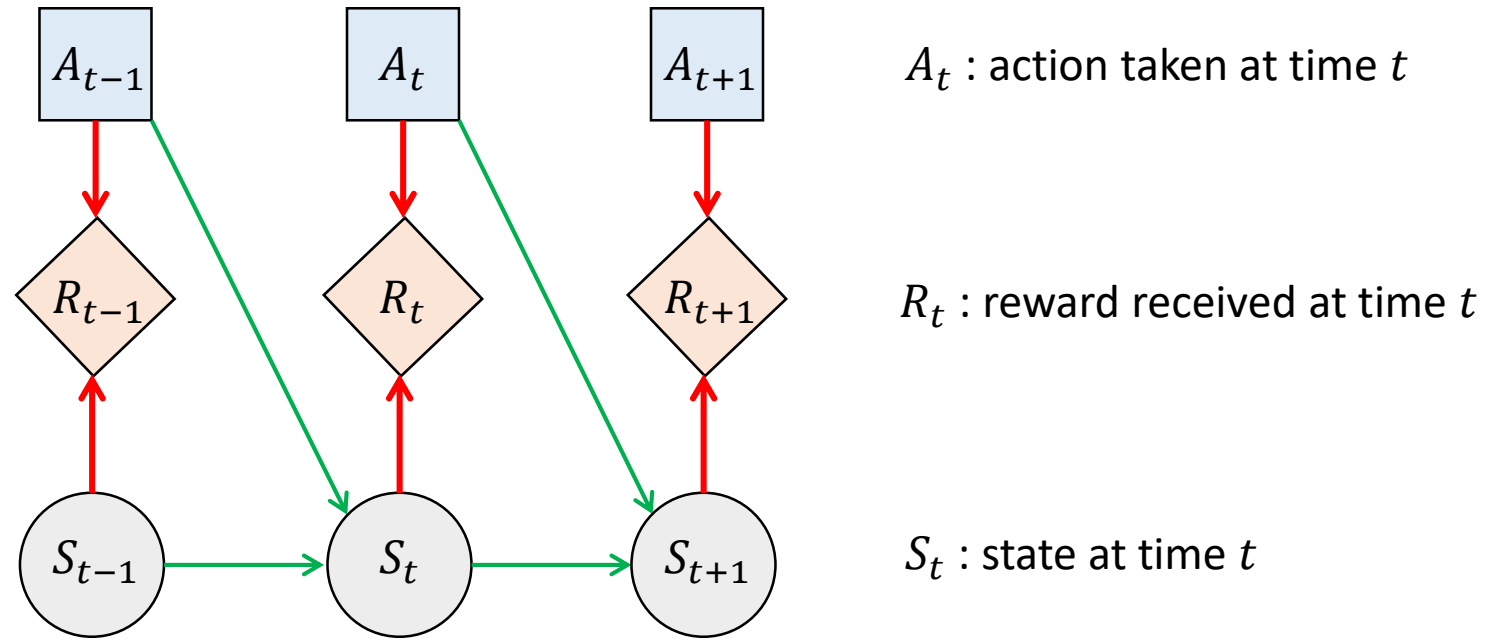 A_{t−1} A_t A_{t+1} A_t : action taken at time t
R_{t−1} R_t R_{t+1} R_t : reward received at time t
S_{t−1} S_t S_{t+1} S_t : state at time t